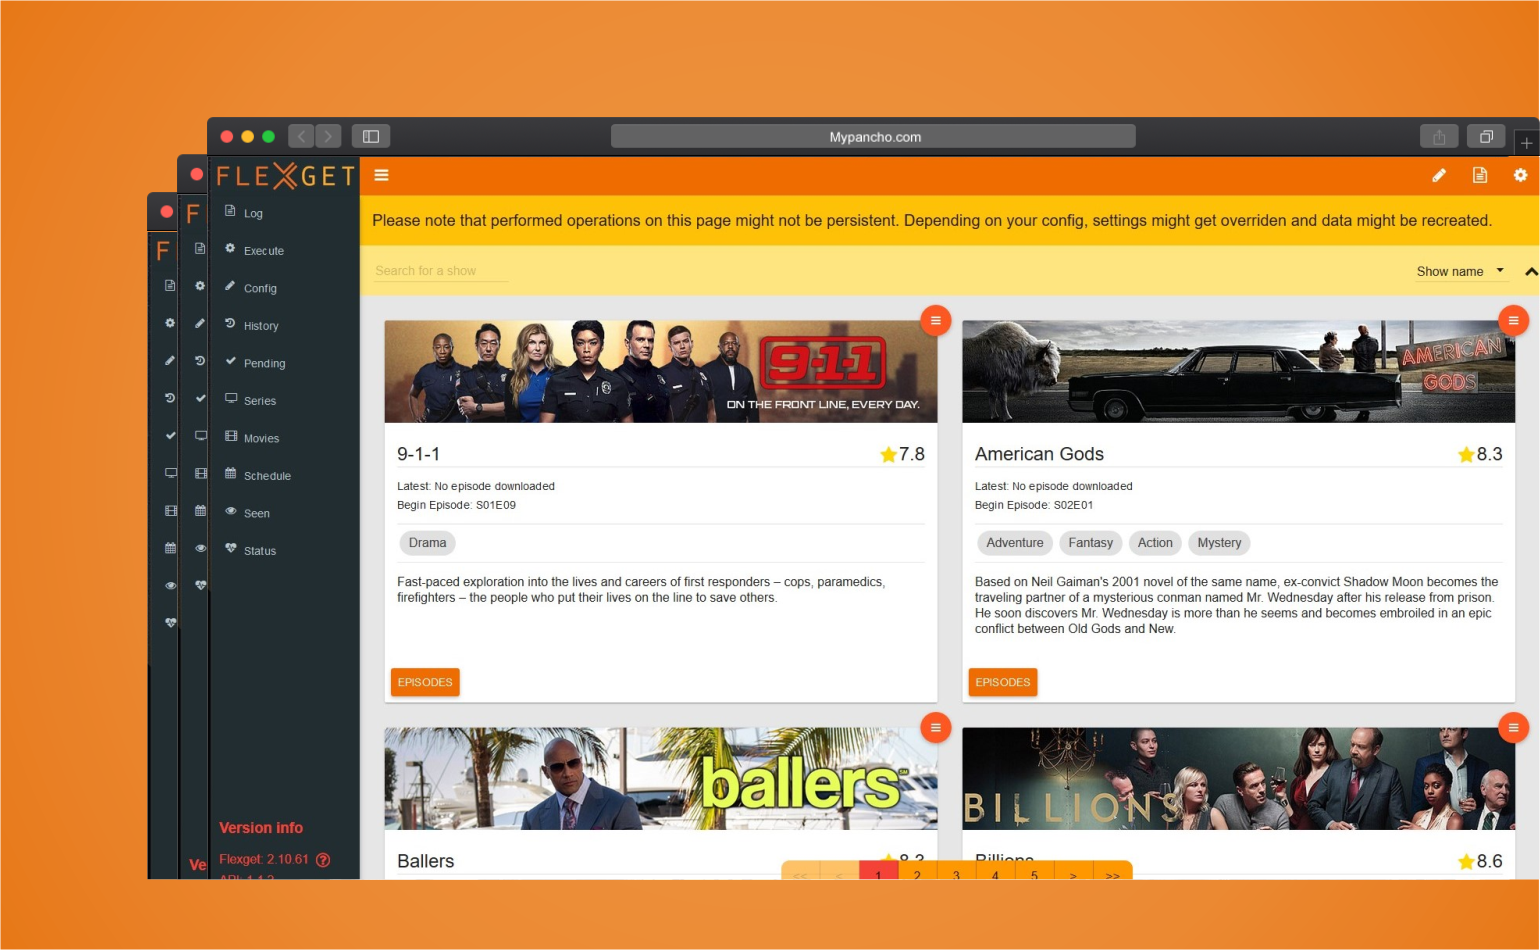 Mypancho.com
FLEXGET
F
F
Log
Execute
Config
History
Pending
Series
Movies
Schedule
Seen
Status
Version info
Ve
Flexget: 2.10.61
Please note that performed operations on this page might not be persistent. Depending on your config, settings might get overriden and data might be recreated.
Search for a show
Show name
9-1-1
ON THE FRONT LINE, EVERY DAY.
9-1-1
7.8
Latest: No episode downloaded
Begin Episode: S01E09
Drama
Fast-paced exploration into the lives and careers of first responders – cops, paramedics,
firefighters – the people who put their lives on the line to save others.
EPISODES
AMERICAN
GODS
American Gods
8.3
Latest: No episode downloaded
Begin Episode: S02E01
Adventure Fantasy Action Mystery
Based on Neil Gaiman's 2001 novel of the same name, ex-convict Shadow Moon becomes the
traveling partner of a mysterious conman named Mr. Wednesday after his release from prison.
He soon discovers Mr. Wednesday is more than he seems and becomes embroiled in an epic
conflict between Old Gods and New.
EPISODES
ballers
Ballers
BILLIONS
Billions
8.6
<< < 1 2 3 4 5 > >>